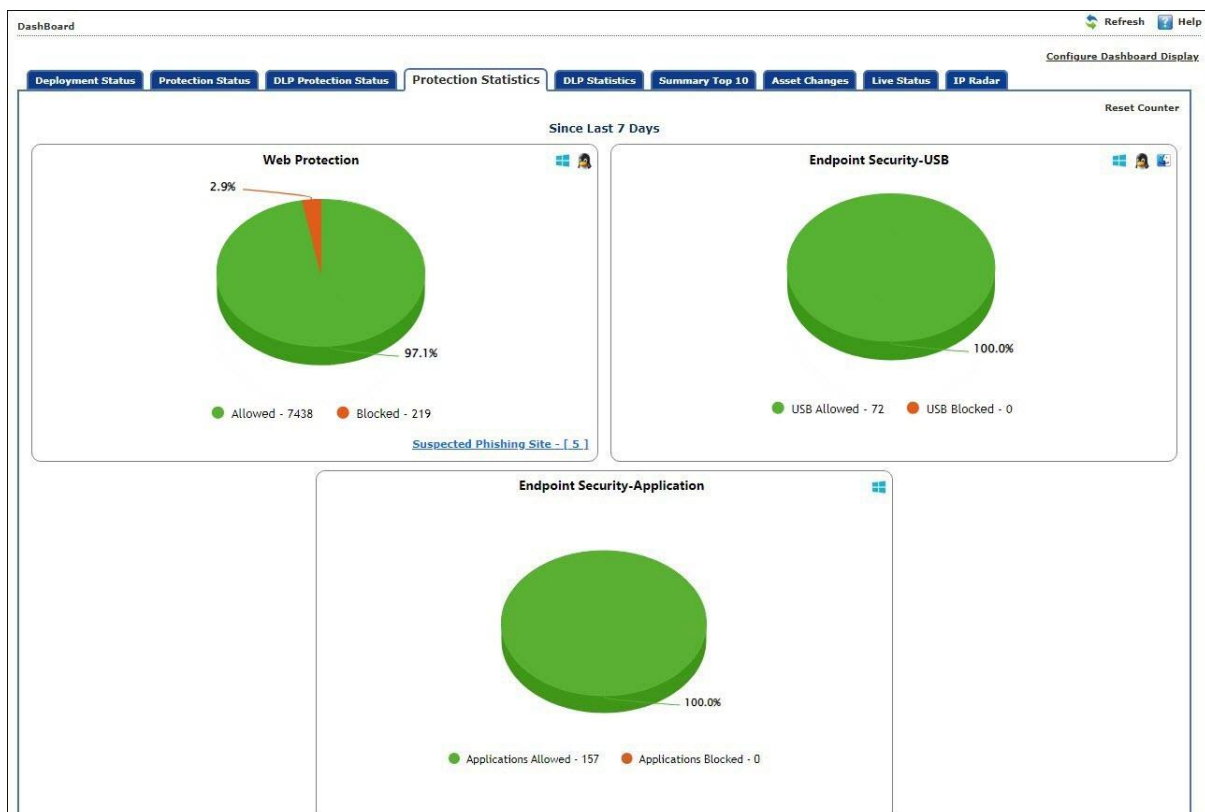 DashBoard
Refresh
Help
Configure Dashboard Display
Deployment Status
Protection Status
DLP Protection Status
Protection Statistics
DLP Statistics
Summary Top 10
Asset Changes
Live Status
IP Radar
Reset Counter
Since Last 7 Days
Web Protection
2.9%
97.1%
Allowed - 7438
Blocked - 219
Suspected Phishing Site - [ 5 ]
Endpoint Security-USB
100.0%
USB Allowed - 72
USB Blocked - 0
Endpoint Security-Application
100.0%
Applications Allowed - 157
Applications Blocked - 0